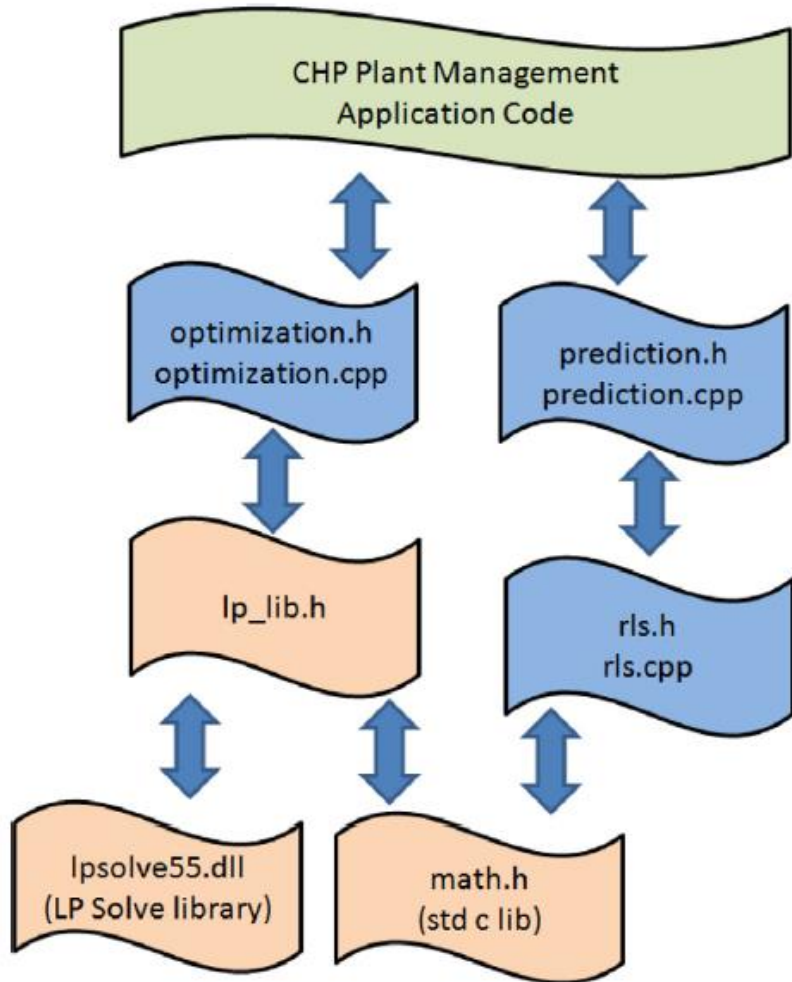 CHP Plant Management
Application Code
optimization.h
optimization.cpp
prediction.h
prediction.cpp
lp_lib.h
rls.h
rls.cpp
lpsolve55.dll
(LP Solve library)
math.h
(std c lib)